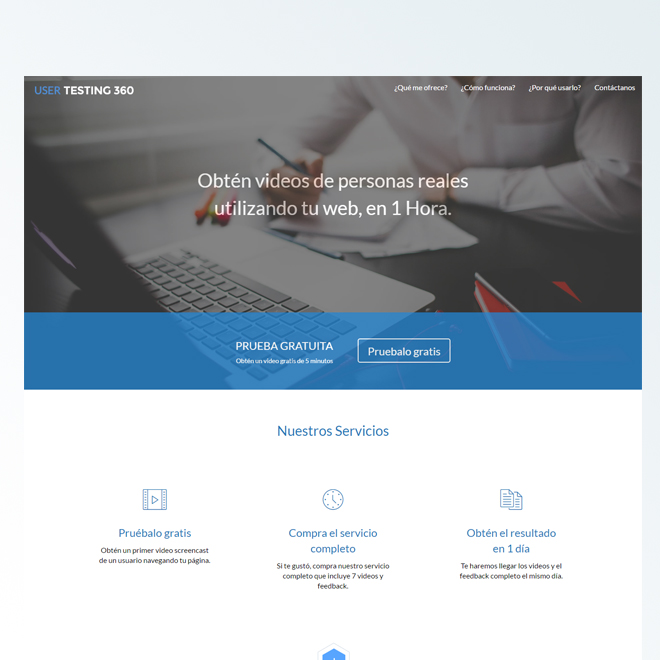 USER TESTING 360
¿Qué me ofrece? ¿Cómo funciona? ¿Por qué usarlo? Contáctanos
Obtén videos de personas reales
utilizando tu web, en 1 Hora.
PRUEBA GRATUITA
Obtén un video gratis de 5 minutos
Pruebalo gratis
Nuestros Servicios
Pruébalo gratis
Obtén un primer video screencast
de un usuario navegando tu página.
Compra el servicio
completo
Si te gustó, compra nuestro servicio
completo que incluye 7 videos y
feedback.
Obtén el resultado
en 1 día
Te haremos llegar los videos y el
feedback completo el mismo día.